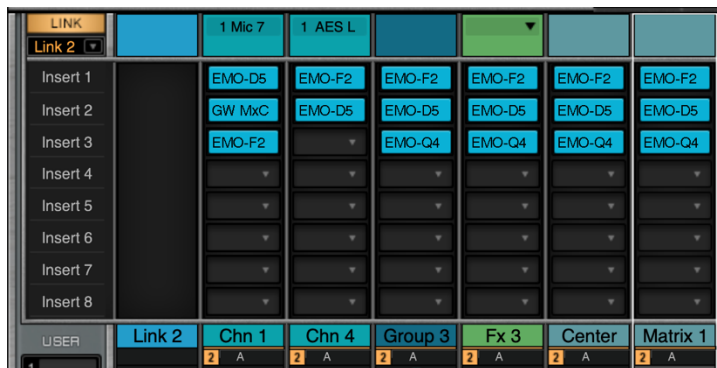 LINK 1 Mic 7 1 AES L
Link 2
Insert 1 EMO-D5 EMO-F2 EMO-F2 EMO-F2 EMO-F2 EMO-F2
Insert 2 GW MxC EMO-D5 EMO-D5 EMO-D5 EMO-D5 EMO-D5
Insert 3 EMO-F2 EMO-Q4 EMO-Q4 EMO-Q4 EMO-Q4
Insert 4
Insert 5
Insert 6
Insert 7
Insert 8
USER Link 2 Chn 1 Chn 4 Group 3 Fx 3 Center Matrix 1
2 A 2 A 2 A 2 A 2 A 2 A